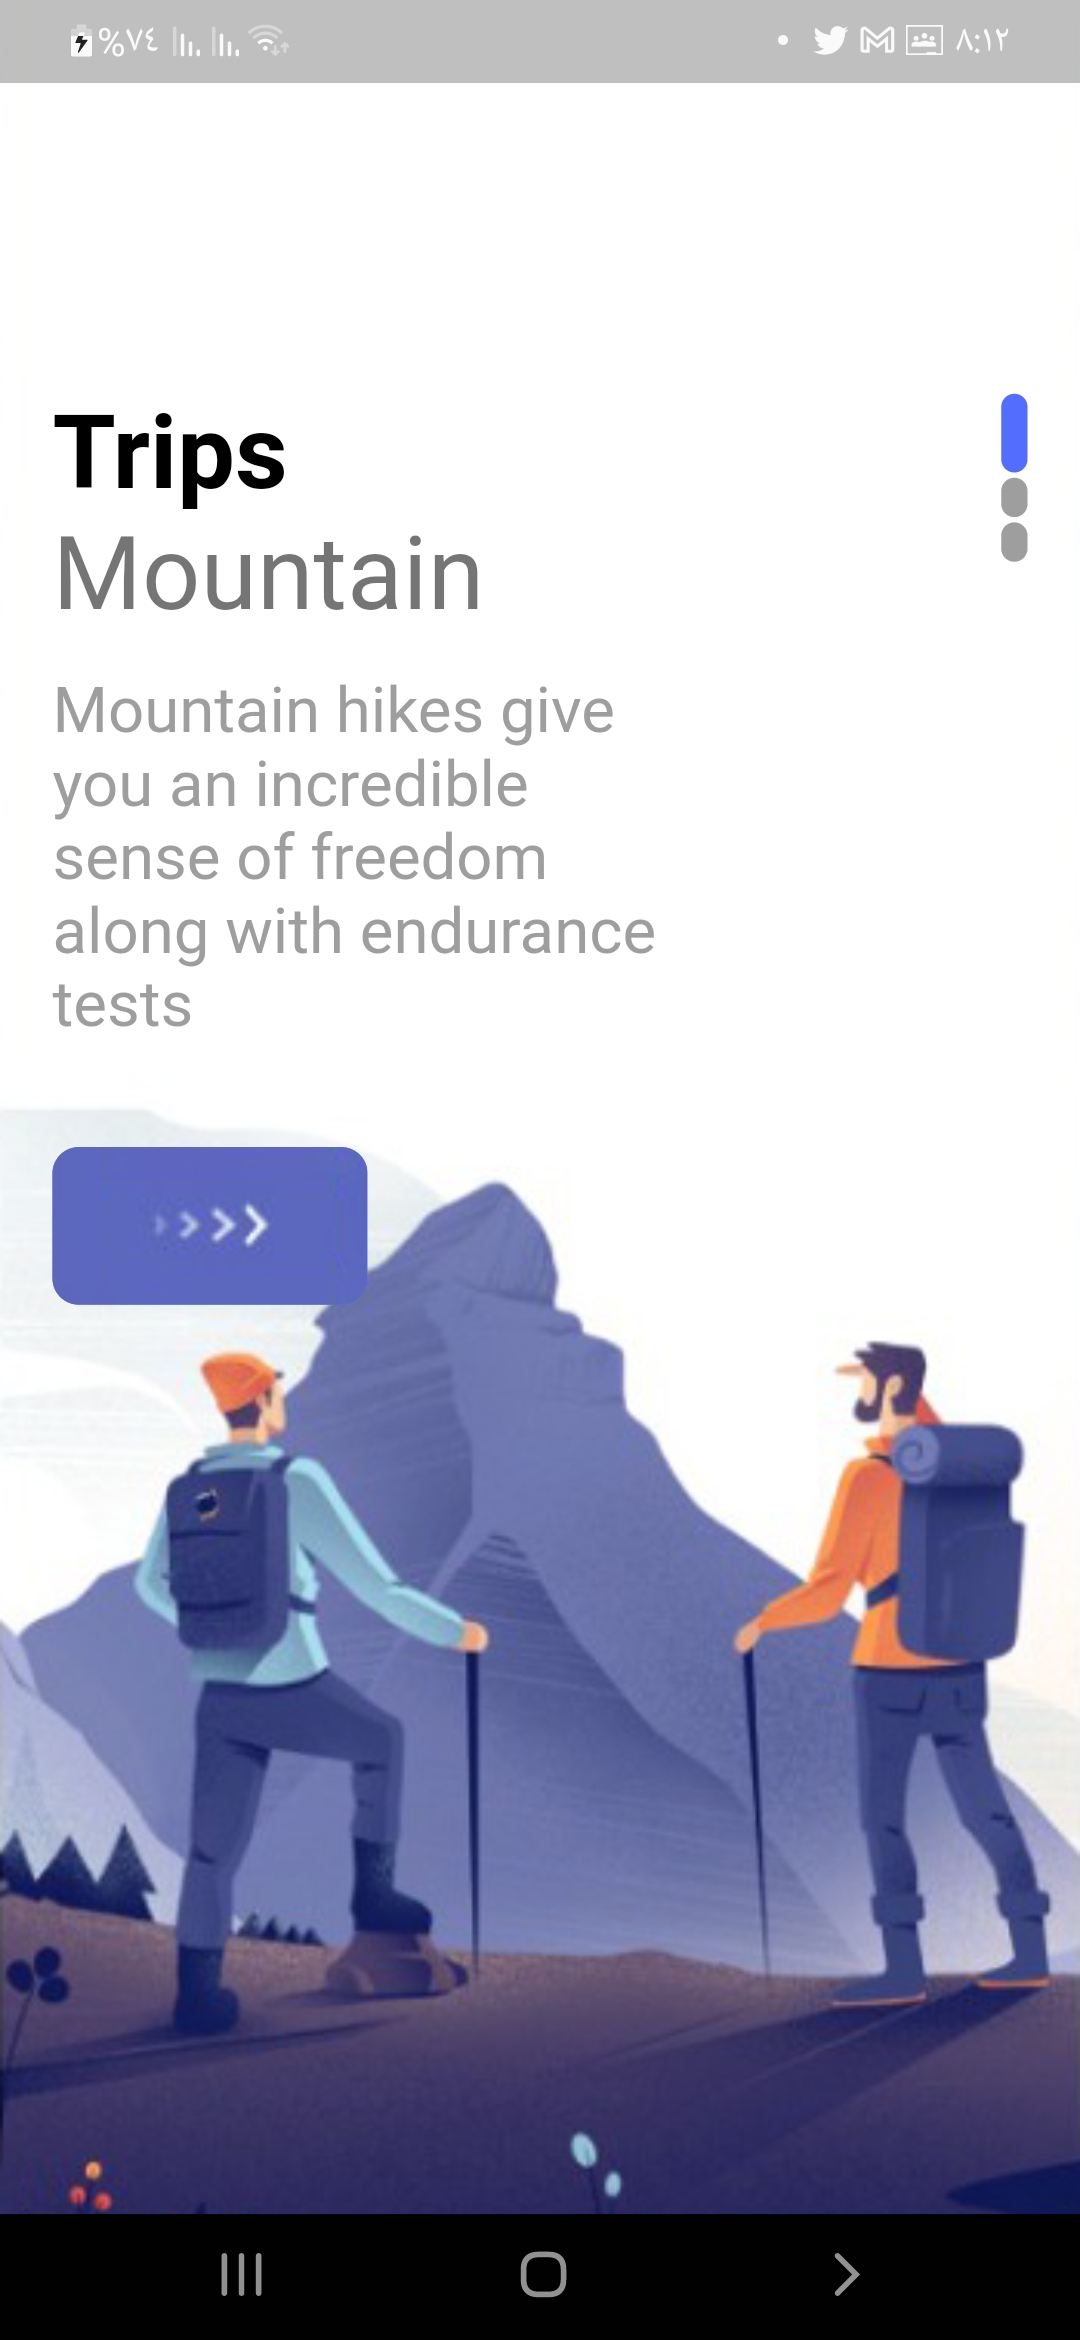 %٧٤ ٨:١٢
Trips
Mountain
Mountain hikes give
you an incredible
sense of freedom
along with endurance
tests